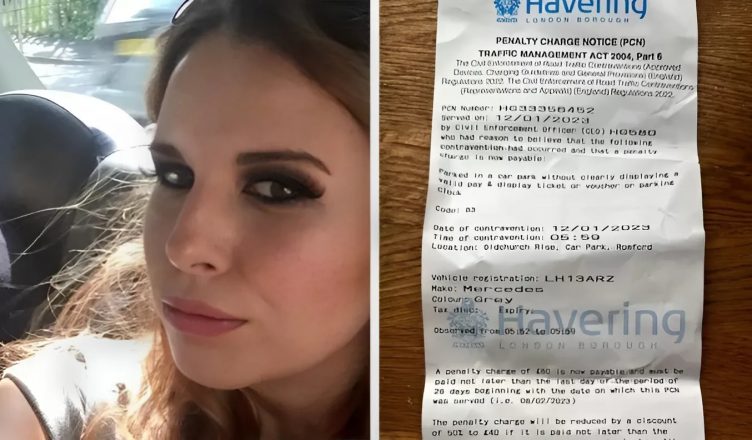 Havering
LONDON BOROUGH
PENALTY CHARGE NOTICE (PCN)
TRAFFIC MANAGEMENT ACT 2004, Part 6
The Civil Enforcement of Road Traffic Contraventions (Approved
Devices, Charging Guidelines and General Provisions) (England)
Regulations 2022. The Civil Enforcement of Road Traffic Contraventions
(Representations and Appeals) (England) Regulations 2022.
PCN Number: HG33356452
Served on: 12/01/2023
by Civil Enforcement Officer (CEO) HG580
who had reason to believe that the following
contravention had occurred and that a penalty
charge is now payable:
Parked in a car park without clearly displaying a
valid pay & display ticket or voucher or parking
clock
Code: 83
Date of contravention: 12/01/2023
Time of contravention: 05:59
Location: Oldchurch Rise, Car Park, Romford
Vehicle registration: LH13ARZ
Make: Mercedes
Colour: Gray
Tax disc: Expiry:
Havering
Observed from 05:52 to 05:59
LONDON BOROUGH
A penalty charge of £80 is now payable and must be
paid not later than the last day of the period of
28 days beginning with the date on which this PCN
was served (i.e. 08/02/2023)
The penalty charge will be reduced by a discount
of 50% to £40 if it is paid not later than the